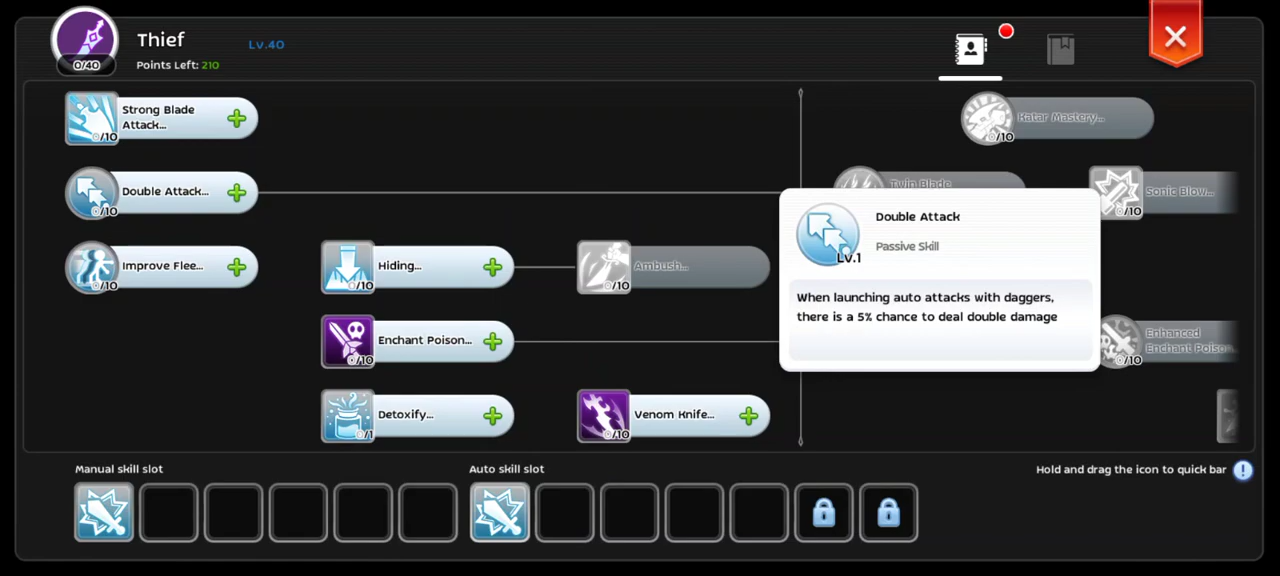 Thief
Lv.40
0/40
Points Left: 210
Strong Blade
Attack...
0/10
Katar Mastery...
0/10
Double Attack...
0/10
Twin Blade
Sonic Blow...
0/10
Double Attack
Passive Skill
Lv.1
When launching auto attacks with daggers,
there is a 5% chance to deal double damage
Improve Flee...
0/10
Hiding...
0/10
Ambush...
0/10
Enchant Poison...
0/10
Enhanced
Enchant Poison...
0/10
Detoxify...
0/1
Venom Knife...
0/10
Manual skill slot
Auto skill slot
Hold and drag the icon to quick bar